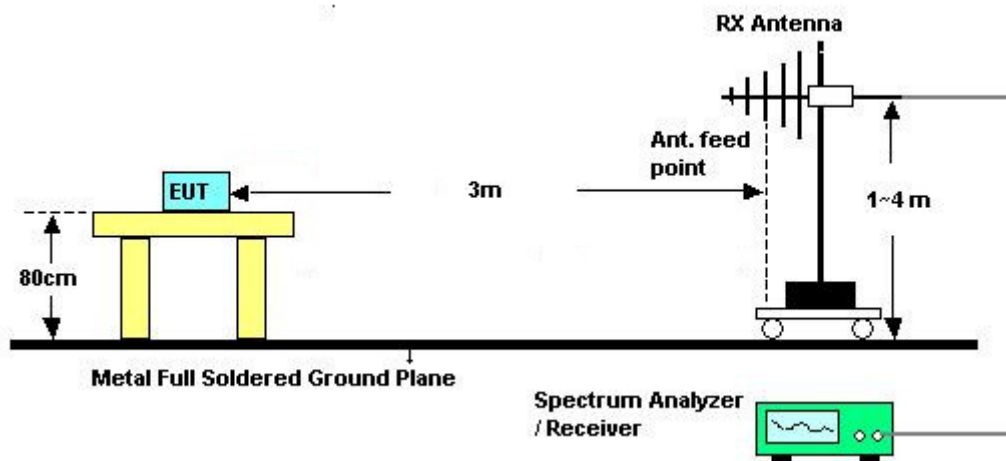 RX Antenna
Ant. feed
point
EUT
3m
1~4 m
80cm
Metal Full Soldered Ground Plane
Spectrum Analyzer
/ Receiver